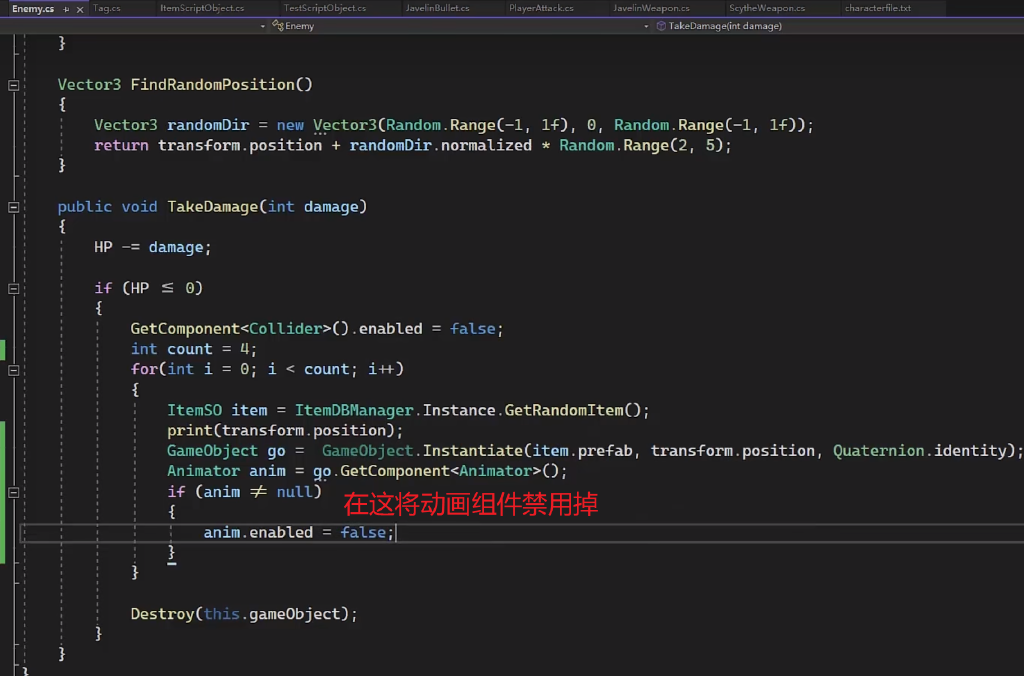 Enemy.cs Tag.cs ItemScriptObject.cs TestScriptObject.cs JavelinBullet.cs PlayerAttack.cs JavelinWeapon.cs ScytheWeapon.cs characterfile.txt
Enemy TakeDamage(int damage)
}
Vector3 FindRandomPosition()
{
Vector3 randomDir = new Vector3(Random.Range(-1, 1f), 0, Random.Range(-1, 1f));
return transform.position + randomDir.normalized * Random.Range(2, 5);
}
public void TakeDamage(int damage)
{
HP -= damage;
if (HP ≤ 0)
{
GetComponent<Collider>().enabled = false;
int count = 4;
for(int i = 0; i < count; i++)
{
ItemSO item = ItemDBManager.Instance.GetRandomItem();
print(transform.position);
GameObject go = GameObject.Instantiate(item.prefab, transform.position, Quaternion.identity);
Animator anim = go.GetComponent<Animator>();
if (anim ≠ null)
在这将动画组件禁用掉
{
anim.enabled = false;
}
}
Destroy(this.gameObject);
}
}
}